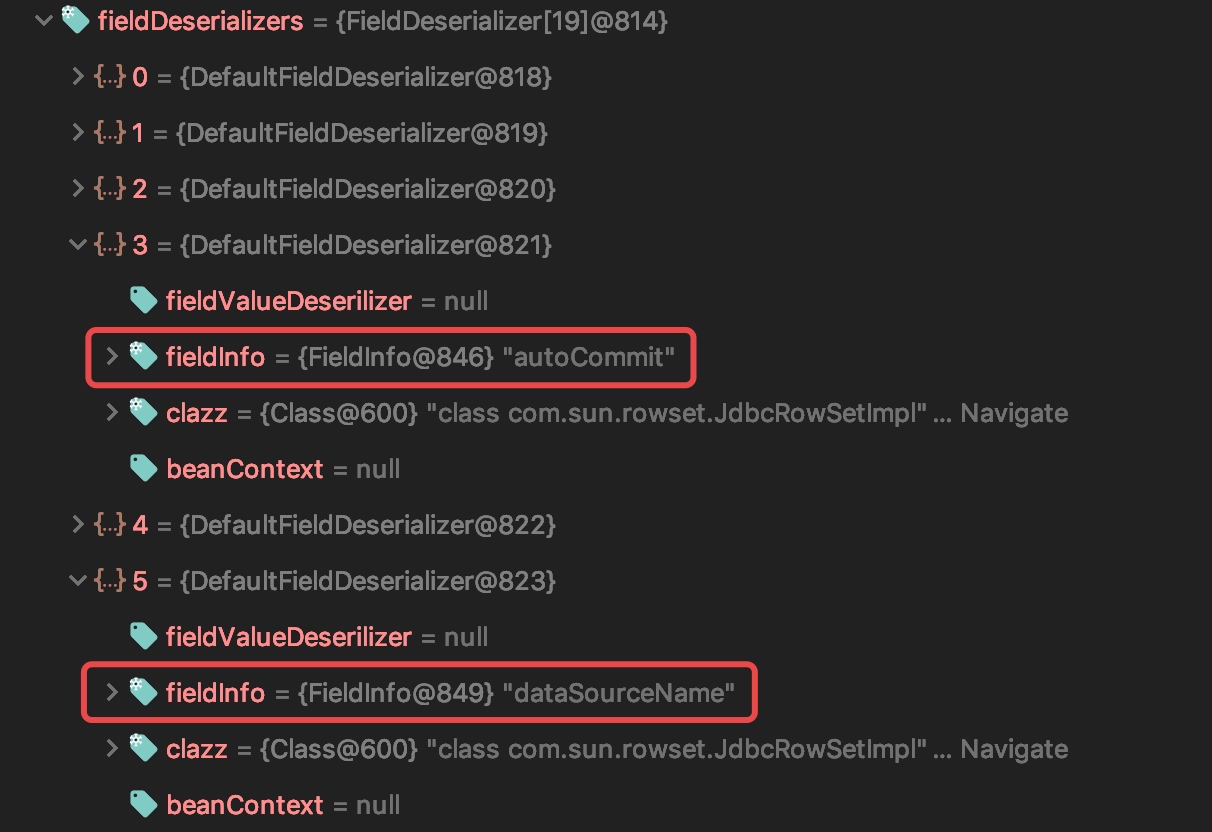 fieldDeserializers = {FieldDeserializer[19]@814}
{...} 0 = {DefaultFieldDeserializer@818}
{...} 1 = {DefaultFieldDeserializer@819}
{...} 2 = {DefaultFieldDeserializer@820}
{...} 3 = {DefaultFieldDeserializer@821}
fieldValueDeserilizer = null
fieldInfo = {FieldInfo@846} "autoCommit"
clazz = {Class@600} "class com.sun.rowset.JdbcRowSetImpl" ... Navigate
beanContext = null
{...} 4 = {DefaultFieldDeserializer@822}
{...} 5 = {DefaultFieldDeserializer@823}
fieldValueDeserilizer = null
fieldInfo = {FieldInfo@849} "dataSourceName"
clazz = {Class@600} "class com.sun.rowset.JdbcRowSetImpl" ... Navigate
beanContext = null